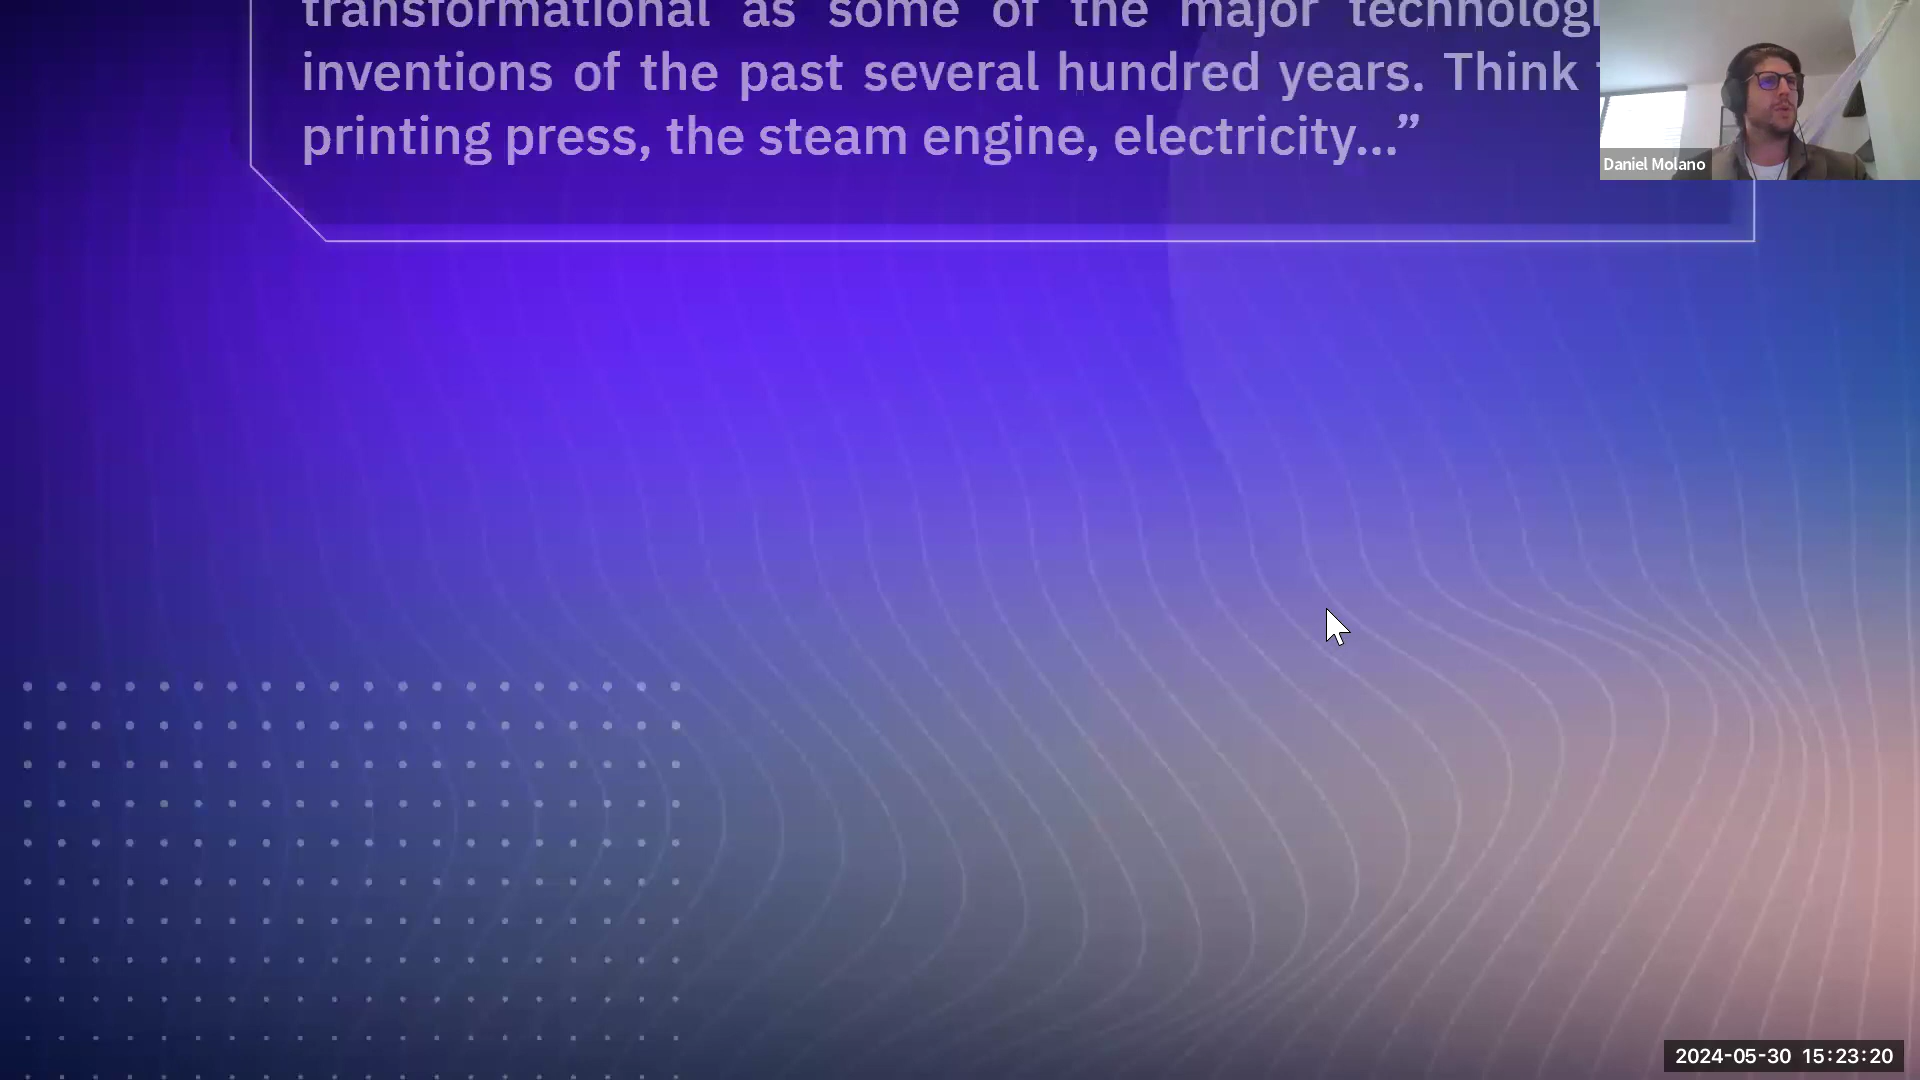 transformational as some of the major
inventions of the past several hundred years. Think
printing press, the steam engine, electricity...”
Daniel Molano
2024-05-30 15:23:20